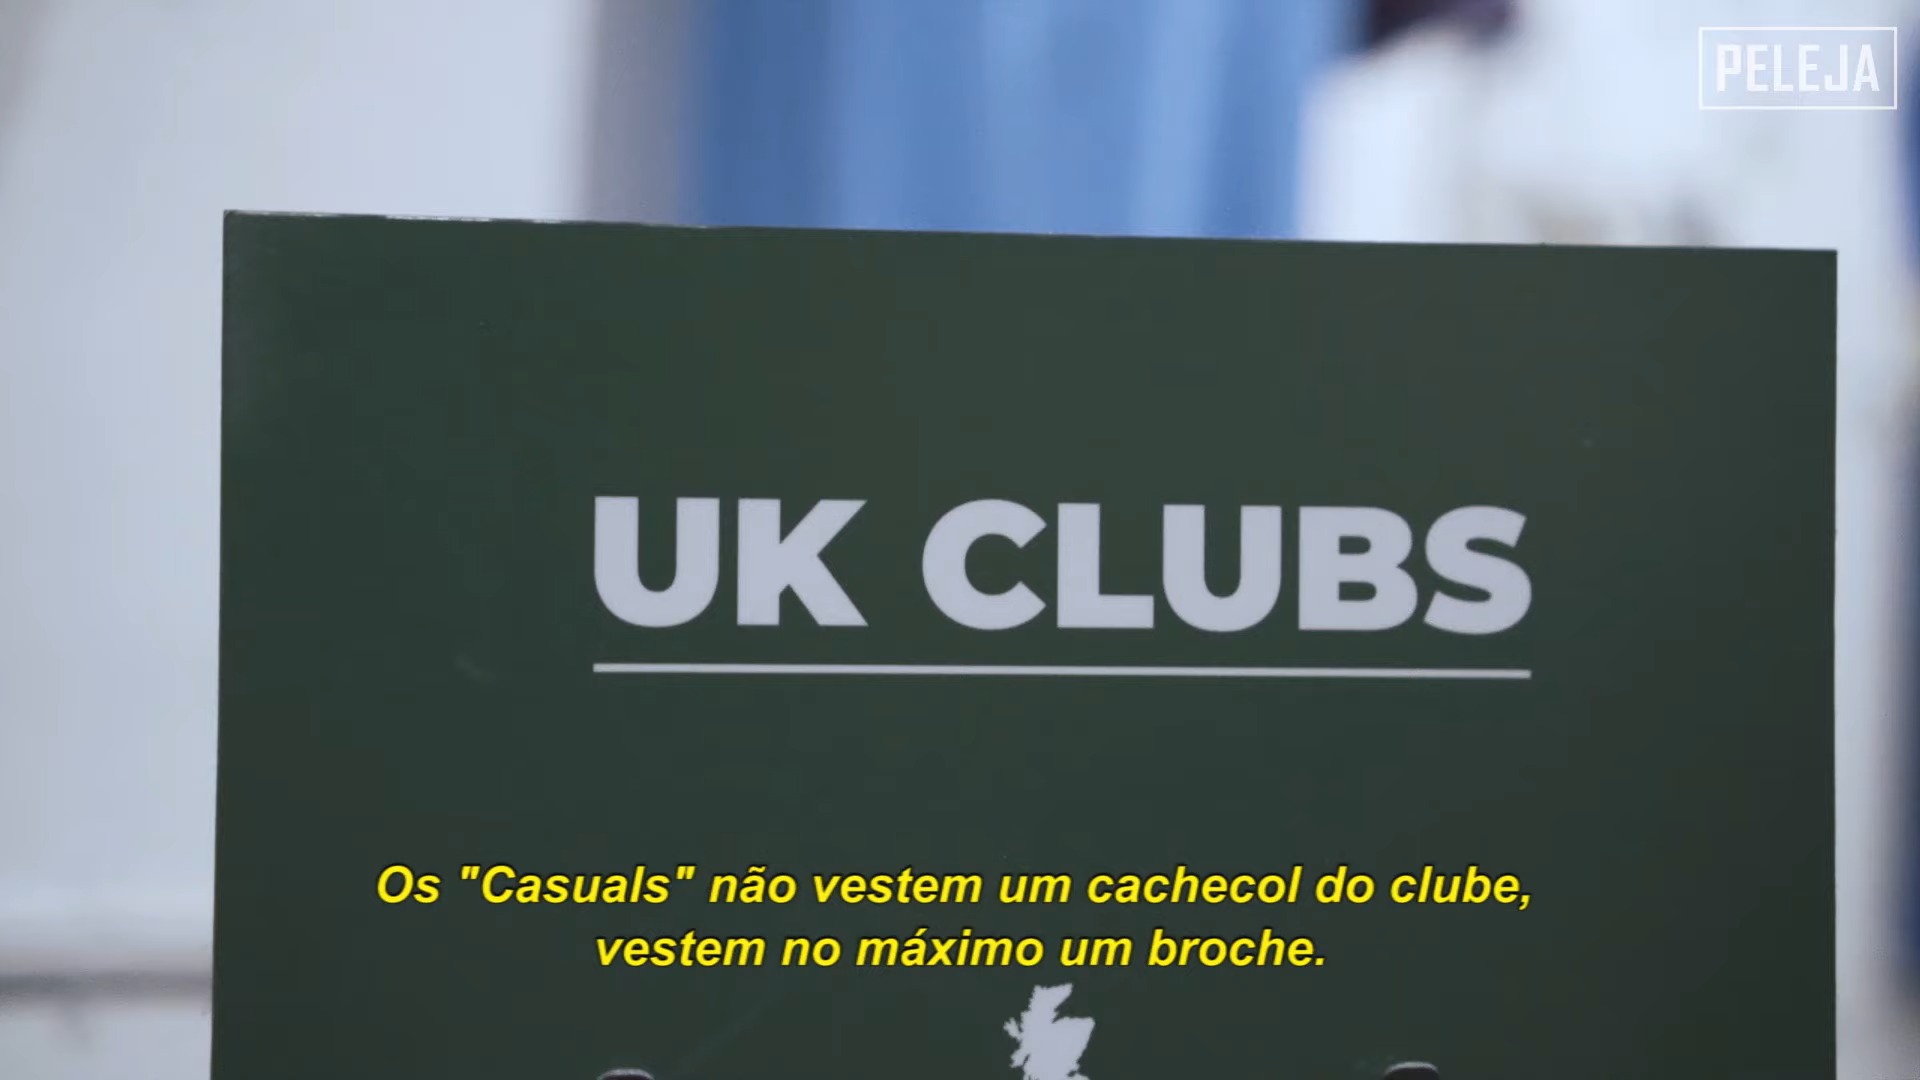 PELEJA
UK CLUBS
Os "Casuals" não vestem um cachecol do clube,
vestem no máximo um broche.